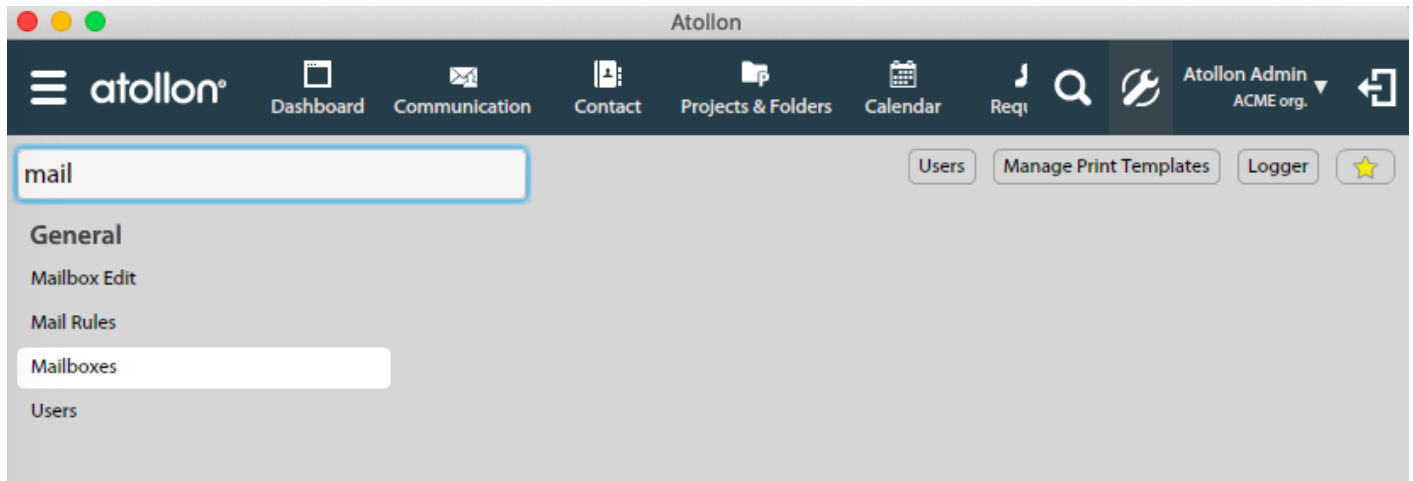 Atollon
atollon®
Dashboard
Communication
Contact
Projects & Folders
Calendar
Atollon Admin
ACME org.
mail
Users
Manage Print Templates
Logger
General
Mailbox Edit
Mail Rules
Mailboxes
Users